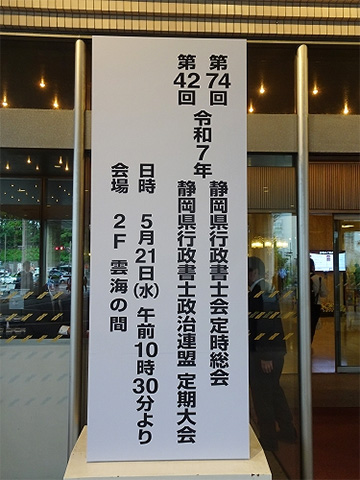 第74回 静岡県行政書士会定時総会
令和7年
第42回 静岡県行政書士政治連盟 定期大会
日時 5月21日(水) 午前10時30分より
会場 2F 雲海の間